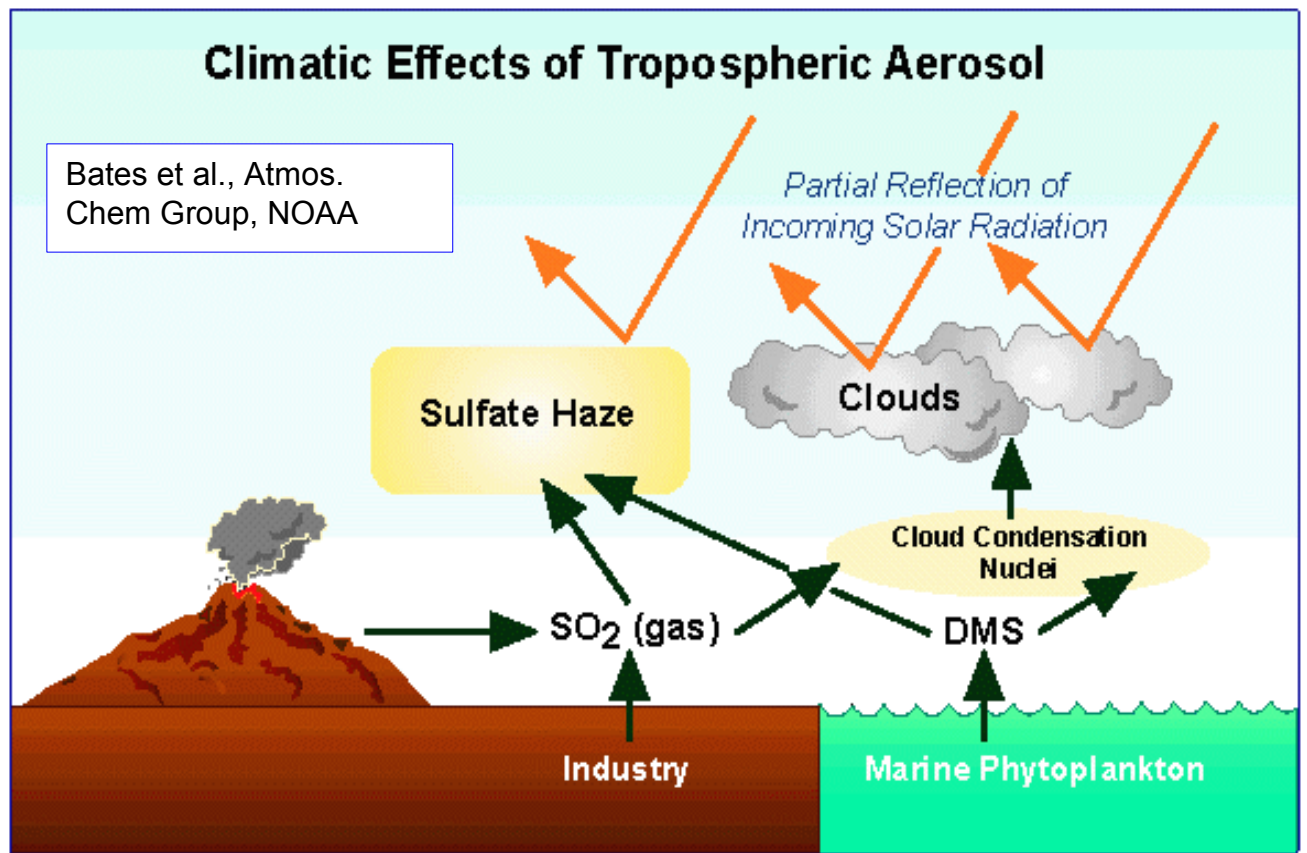 Climatic Effects of Tropospheric Aerosol
Bates et al., Atmos.
Chem Group, NOAA
Partial Reflection of
Incoming Solar Radiation
Sulfate Haze
Clouds
Cloud Condensation
Nuclei
SO₂ (gas)
DMS
Industry
Marine Phytoplankton